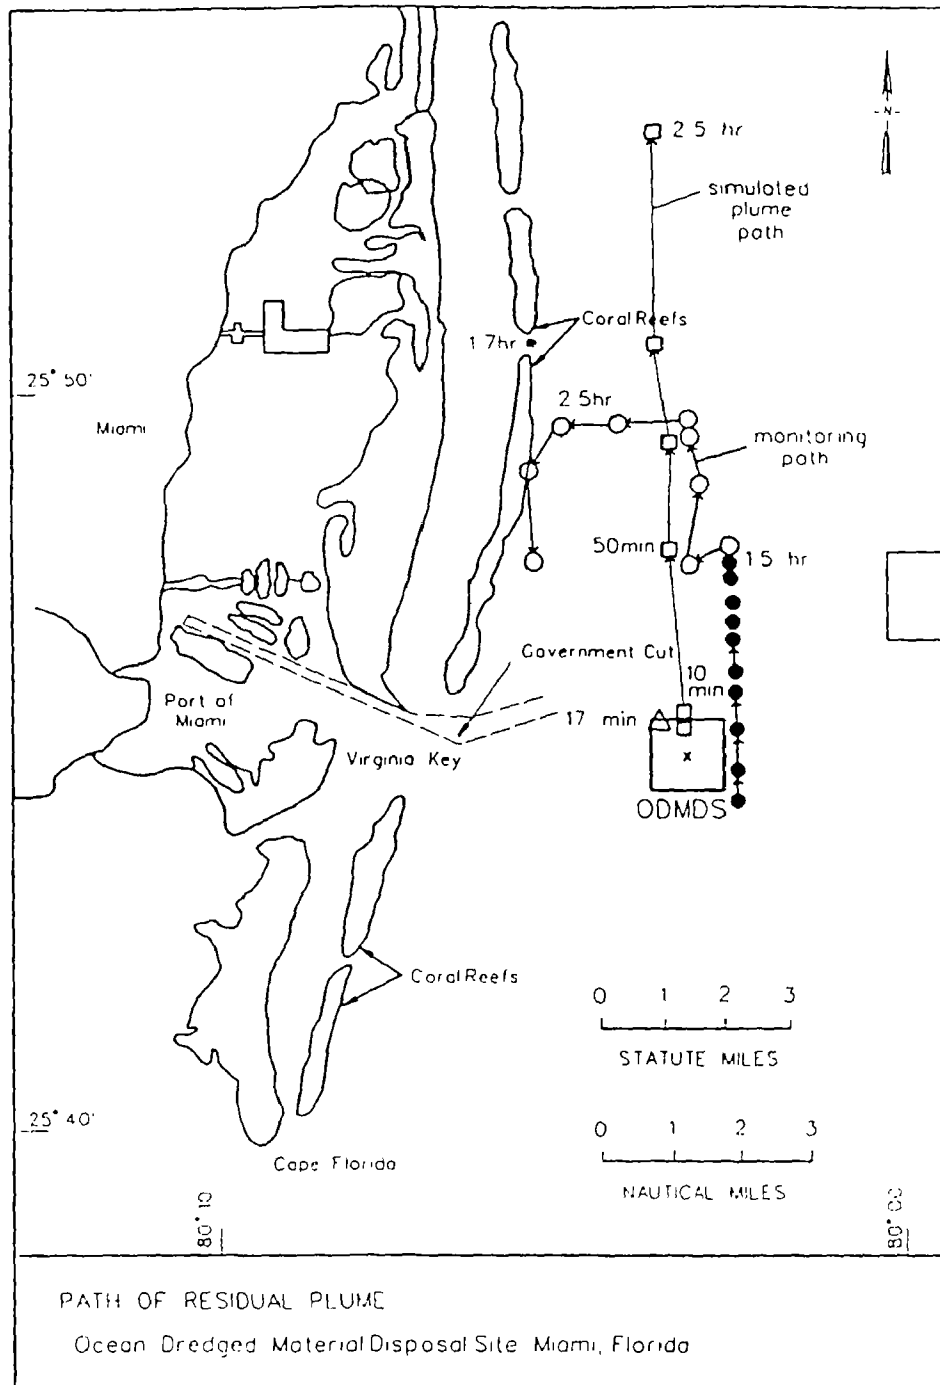 -N-
2.5 hr
simulated
plume
path
Coral Reefs
1.7hr
25° 50'
2.5hr
Miami
monitoring
path
50min
1.5 hr
Government Cut
10
min
Port of
Miami
17 min
Virginia Key
x
ODMDS
Coral Reefs
0 1 2 3
STATUTE MILES
25° 40'
0 1 2 3
NAUTICAL MILES
Cape Florida
80° 10'
80° 00'
PATH OF RESIDUAL PLUME
Ocean Dredged Material Disposal Site Miami, Florida